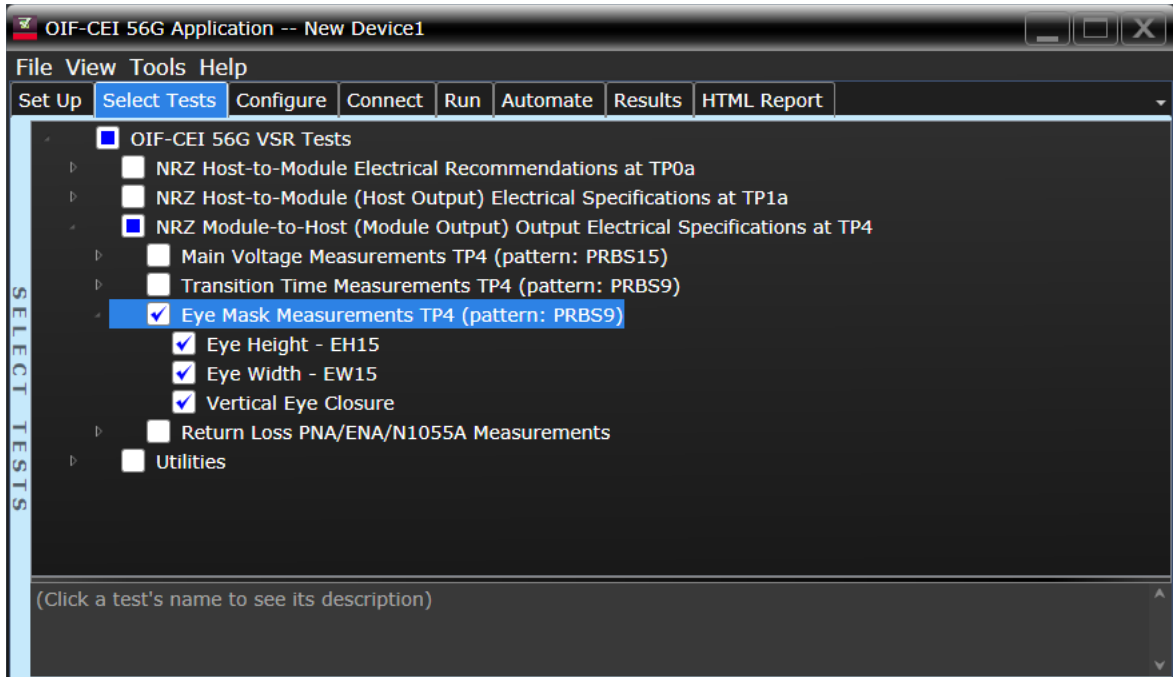 OIF-CEI 56G Application -- New Device1
File View Tools Help
Set Up Select Tests Configure Connect Run Automate Results HTML Report
SELECT TESTS
OIF-CEI 56G VSR Tests
NRZ Host-to-Module Electrical Recommendations at TP0a
NRZ Host-to-Module (Host Output) Electrical Specifications at TP1a
NRZ Module-to-Host (Module Output) Output Electrical Specifications at TP4
Main Voltage Measurements TP4 (pattern: PRBS15)
Transition Time Measurements TP4 (pattern: PRBS9)
Eye Mask Measurements TP4 (pattern: PRBS9)
Eye Height - EH15
Eye Width - EW15
Vertical Eye Closure
Return Loss PNA/ENA/N1055A Measurements
Utilities
(Click a test's name to see its description)